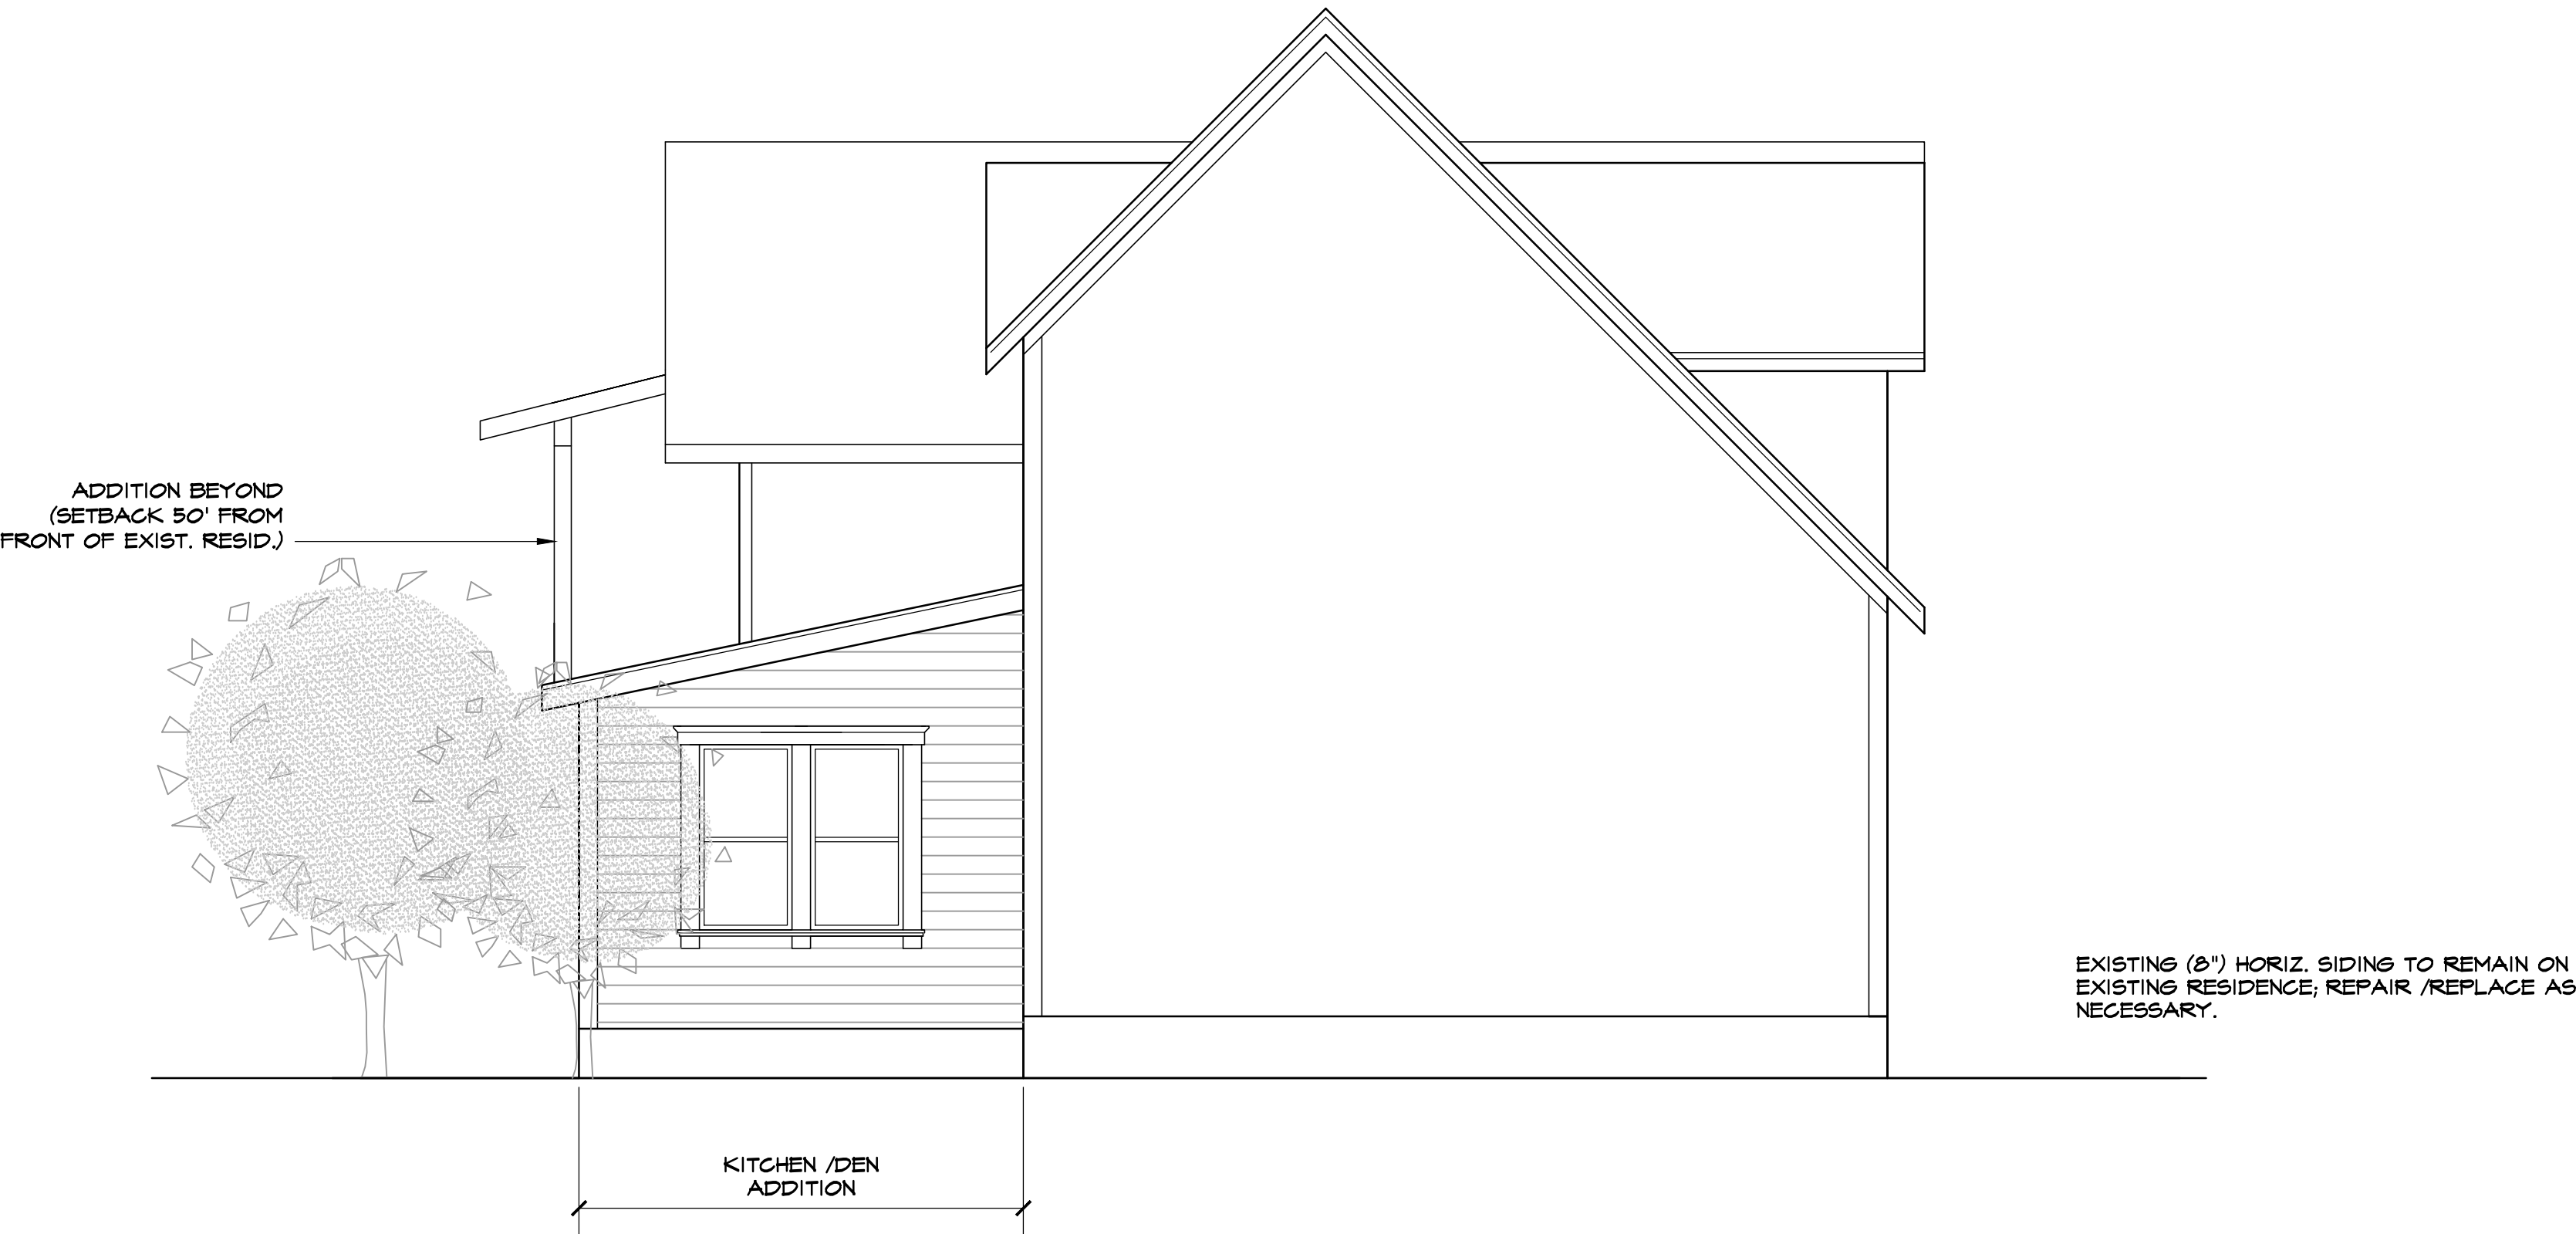 ADDITION BEYOND
(SETBACK 50' FROM
FRONT OF EXIST. RESID.)
EXISTING (8") HORIZ. SIDING TO REMAIN ON
EXISTING RESIDENCE; REPAIR /REPLACE AS
NECESSARY.
KITCHEN /DEN
ADDITION